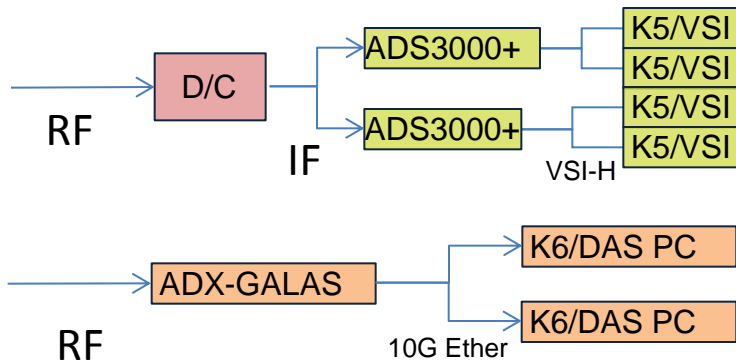 RF
D/C
IF
ADS3000+
ADS3000+
VSI-H
K5/VSI
K5/VSI
K5/VSI
K5/VSI
RF
ADX-GALAS
10G Ether
K6/DAS PC
K6/DAS PC